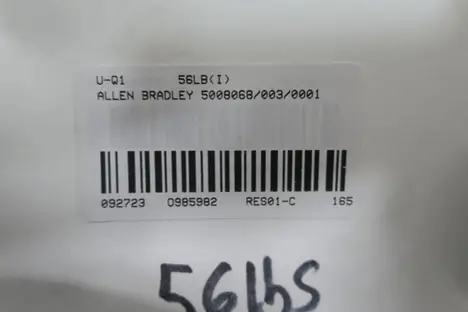 U-Q1 56LB(I)
ALLEN BRADLEY 5008068/003/0001
092723 0985982 RES01-C 165
56lbs